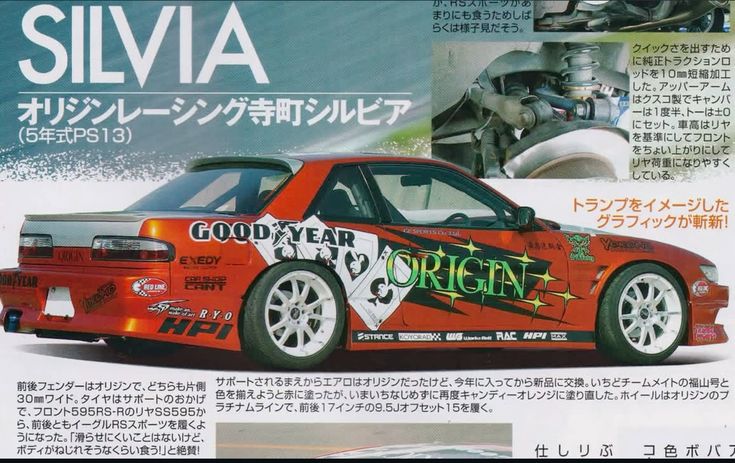 SILVIA
オリジンレーシング寺町シルビア
(5年式PS13)
か、RSスポーツがあ
まりにも食うためしば
らくは様子見だそう。
クイックさを出すため
に純正トラクションロ
ッドを10㎜短縮加工
した。アッパーアーム
はクスコ製でキャンバ
ーは1度半、トーは±0
にセット。車高はリヤ
を基準にしてフロント
をちょい上がりにして
リヤ荷重になりやすく
している。
トランプをイメージした
グラフィックが斬新!
GOODYEAR
ORIGIN
EXEDY
CAR SHOP
CANT
RED LINE
RYO
HPI
STANCE
KOYORAD
WG Works Bell
RAC
HPI
GOODYEAR
ORIGIN
前後フェンダーはオリジンで、どちらも片側
30㎜ワイド。タイヤはサポートのおかげ
で、フロント595RS-RのリヤSS595か
ら、前後ともイーグルRSスポーツを履くよ
うになった。「滑らせにくいことはないけど、
ボディがねじれそうなくらい食う!」と絶賛!
サポートされるまえからエアロはオリジンだったけど、今年に入ってから新品に交換。いちどチームメイトの福山号と
色を揃えようと赤に塗ったが、いまいちなじめずに再度キャンディーオレンジに塗り直した。ホイールはオリジンのプ
ラチナムラインで、前後17インチの9.5Jオフセット15を履く。